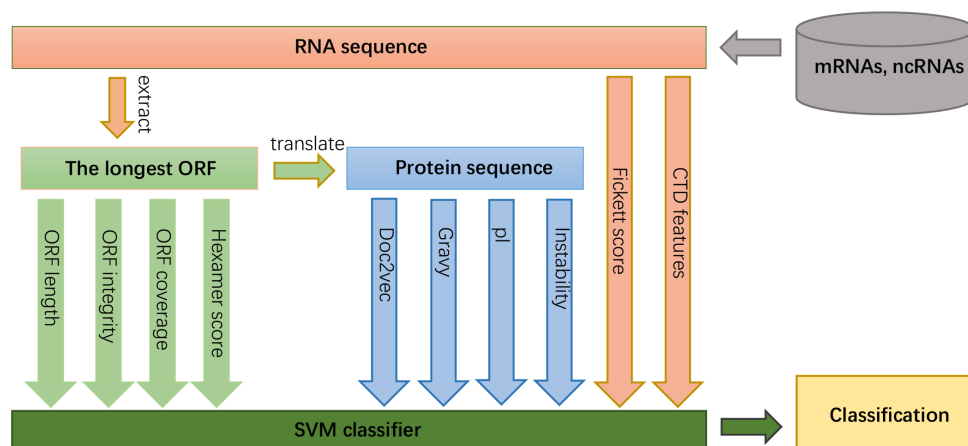 RNA sequence
mRNAs, ncRNAs
extract
The longest ORF
translate
Protein sequence
ORF length
ORF integrity
ORF coverage
Hexamer score
Doc2vec
Gravy
pI
Instability
Fickett score
CTD features
SVM classifier
Classification